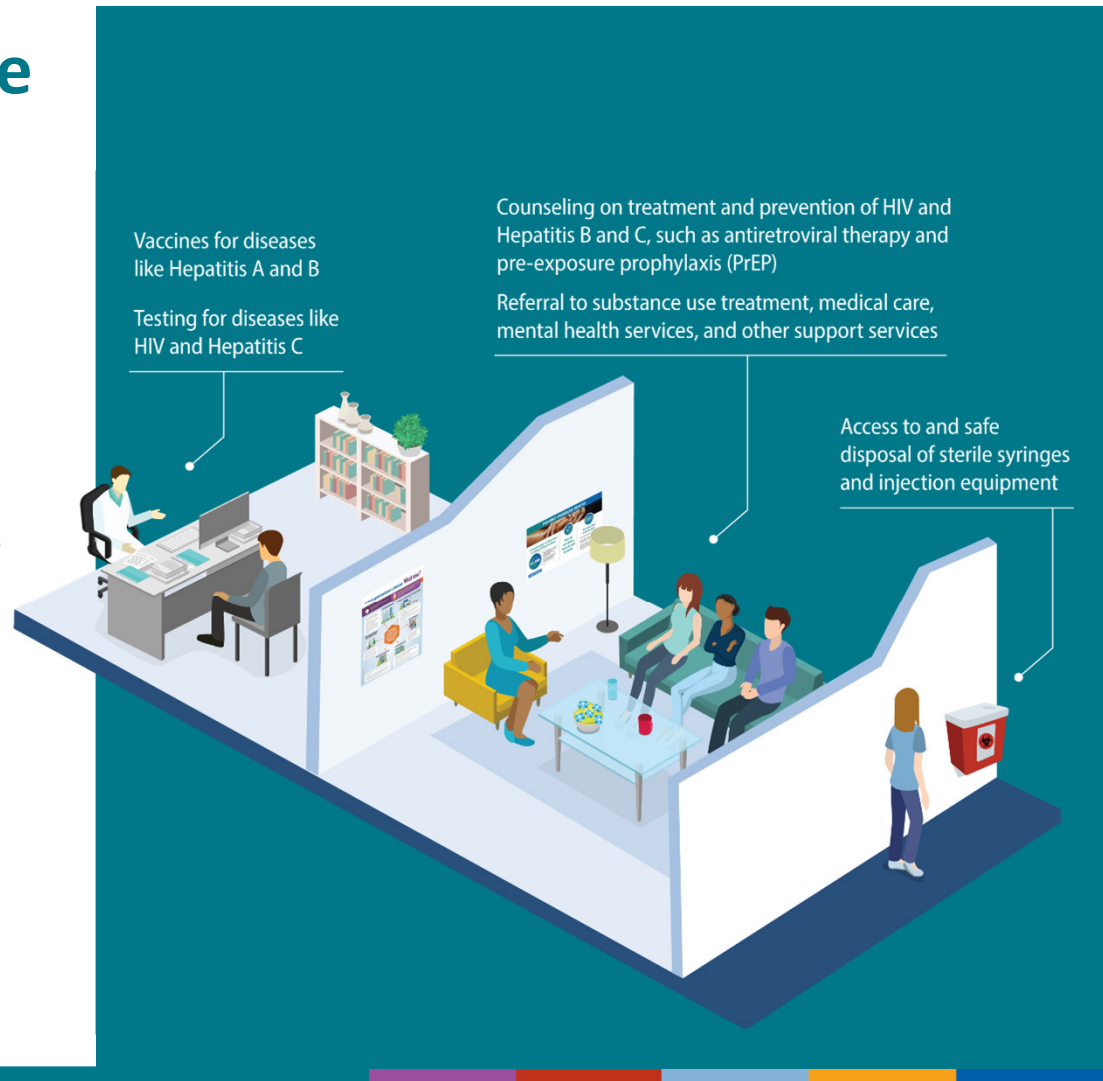 e
Vaccines for diseases
like Hepatitis A and B
Testing for diseases like
HIV and Hepatitis C
Counseling on treatment and prevention of HIV and
Hepatitis B and C, such as antiretroviral therapy and
pre-exposure prophylaxis (PrEP)
Referral to substance use treatment, medical care,
mental health services, and other support services
Access to and safe
disposal of sterile syringes
and injection equipment